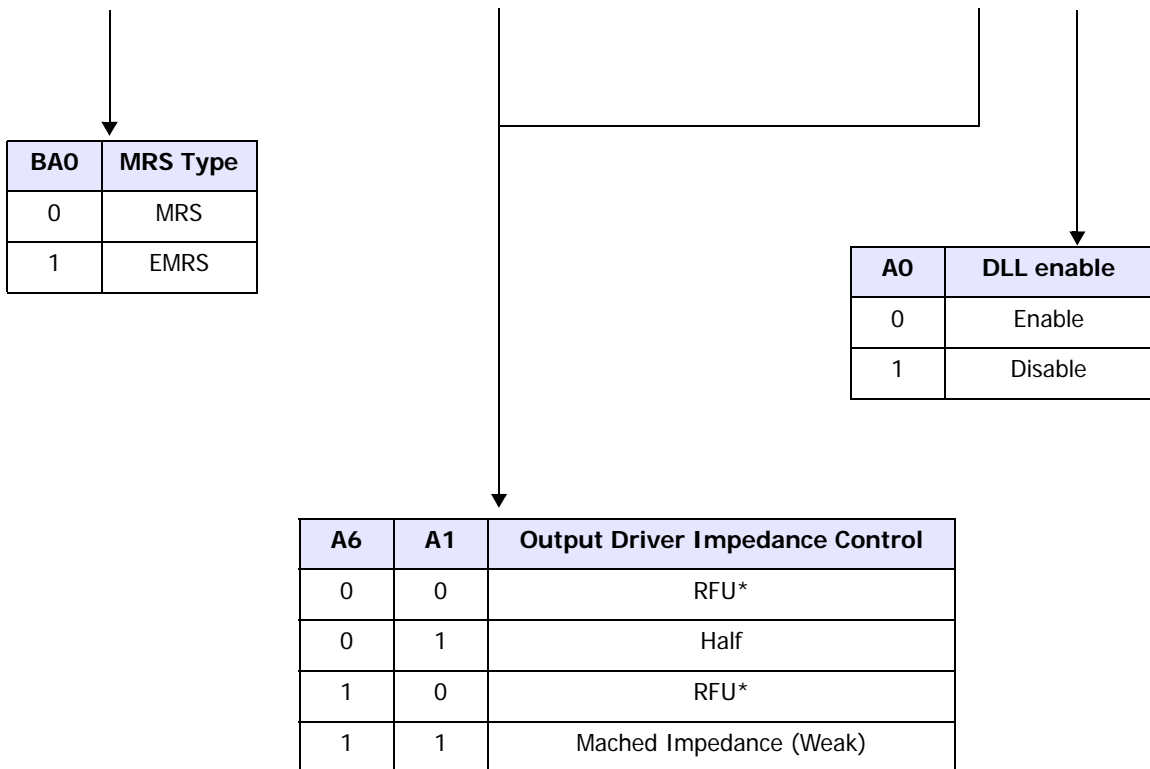 BA0 MRS Type
0 MRS
1 EMRS
A0 DLL enable
0 Enable
1 Disable
A6 A1 Output Driver Impedance Control
0 0 RFU*
0 1 Half
1 0 RFU*
1 1 Mached Impedance (Weak)